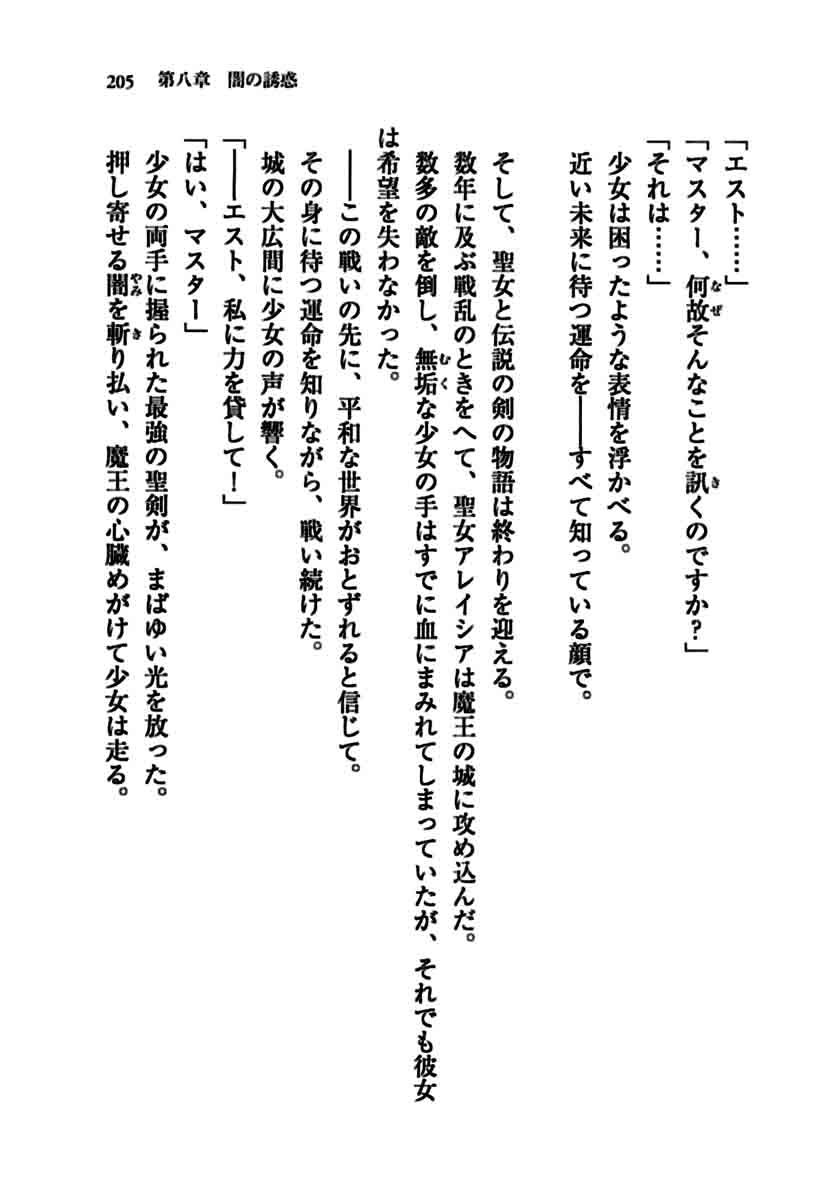 205　第八章　闇の誘惑
「エスト……」
「マスター、何故そんなことを訊くのですか？」
「それは……」
少女は困ったような表情を浮かべる。
近い未来に待つ運命を――すべて知っている顔で。
そして、聖女と伝説の剣の物語は終わりを迎える。
数年に及ぶ戦乱のときをへて、聖女アレイシアは魔王の城に攻め込んだ。
数多の敵を倒し、無垢な少女の手はすでに血にまみれてしまっていたが、それでも彼女
は希望を失わなかった。
――この戦いの先に、平和な世界がおとずれると信じて。
その身に待つ運命を知りながら、戦い続けた。
城の大広間に少女の声が響く。
「――エスト、私に力を貸して！」
「はい、マスター」
少女の両手に握られた最強の聖剣が、まばゆい光を放った。
押し寄せる闇を斬り払い、魔王の心臓めがけて少女は走る。